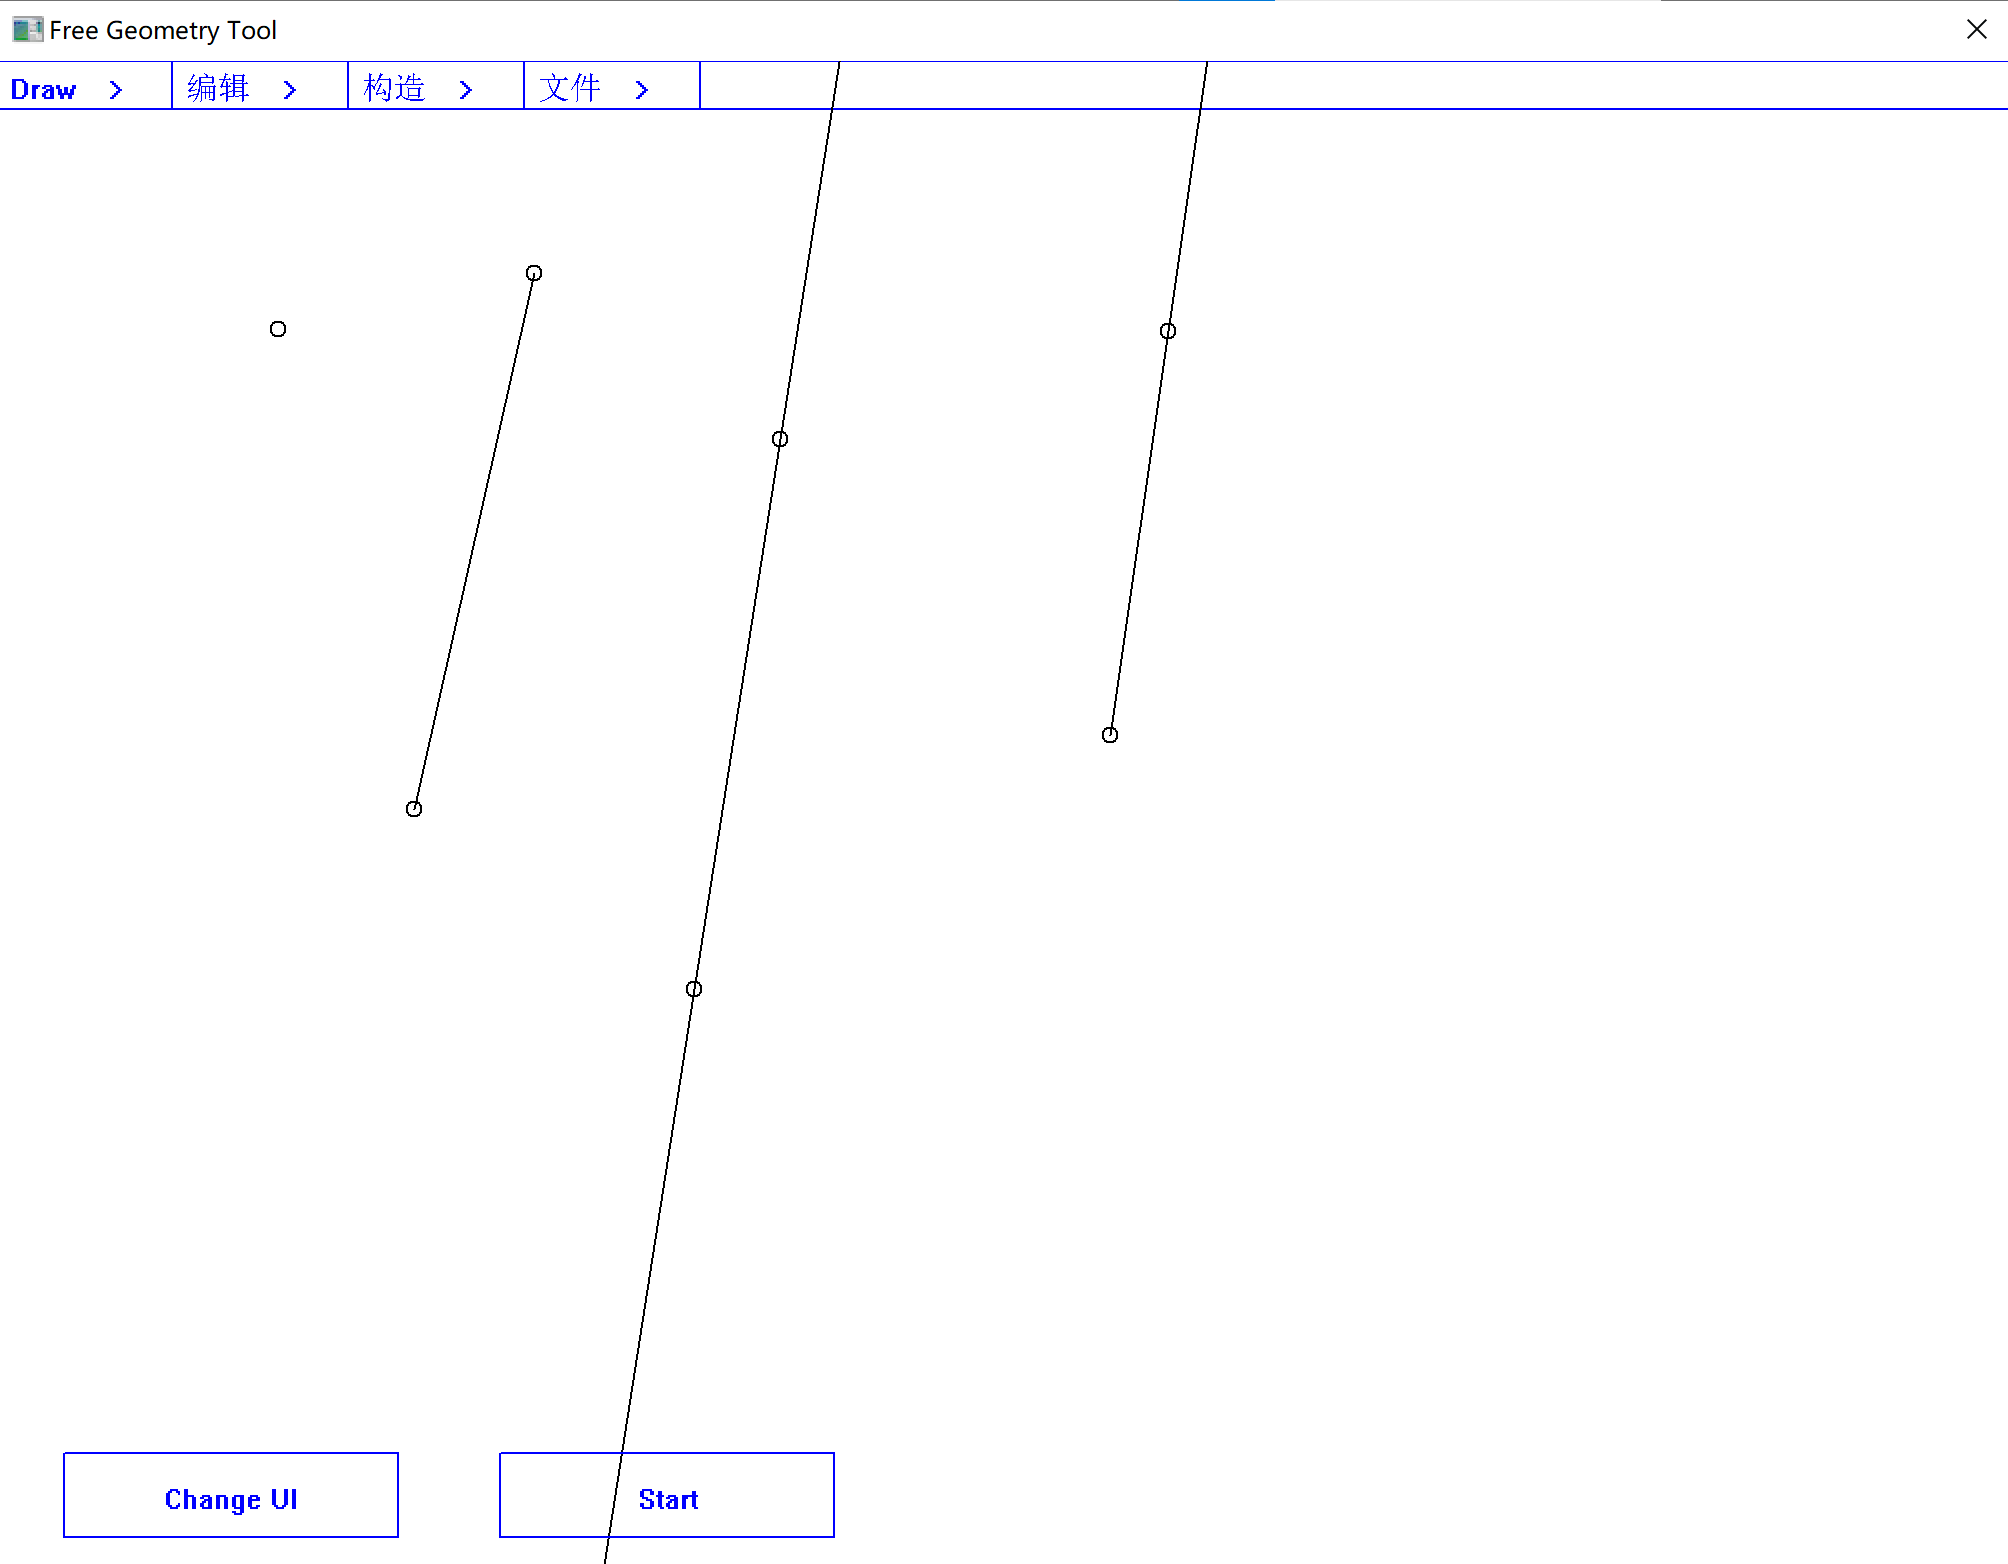 Free Geometry Tool
Draw > 编辑 > 构造 > 文件 >
Change UI
Start